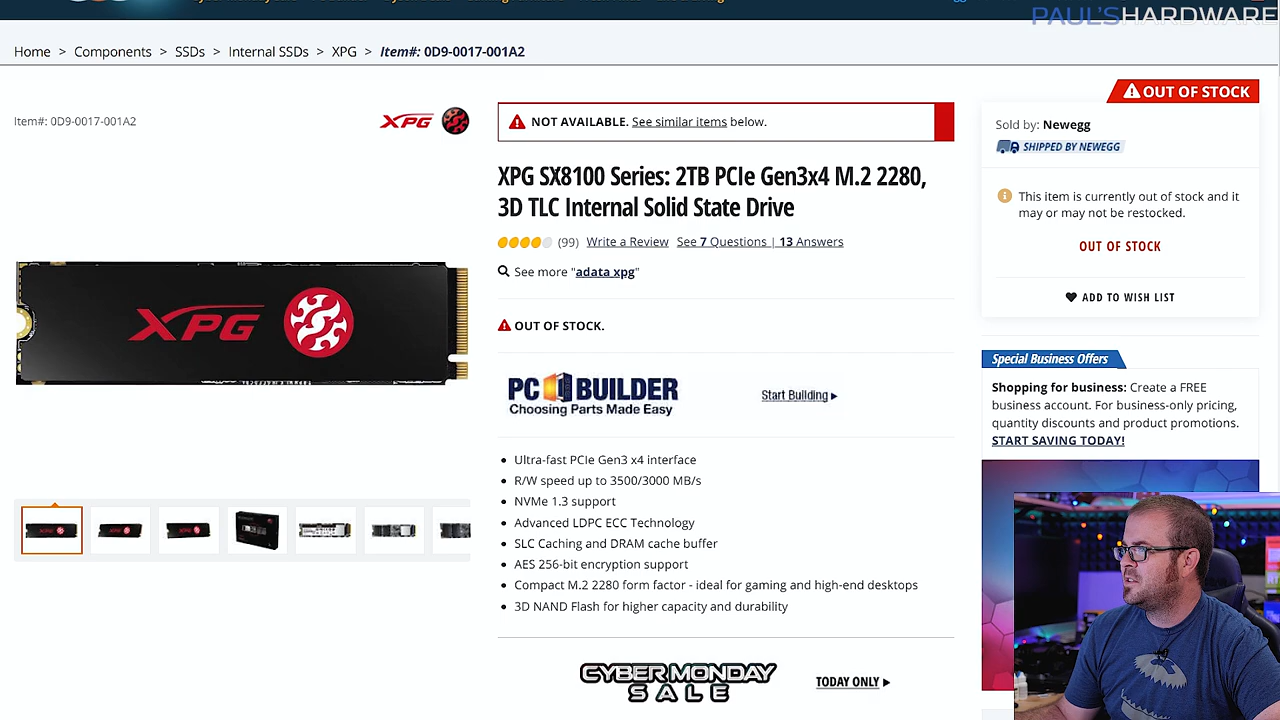 PAUL'SHARDWARE
Home > Components > SSDs > Internal SSDs > XPG > Item#: 0D9-0017-001A2
OUT OF STOCK
Item#: 0D9-0017-001A2
XPG
NOT AVAILABLE. See similar items below.
Sold by: Newegg
SHIPPED BY NEWEGG
XPG SX8100 Series: 2TB PCIe Gen3x4 M.2 2280,
3D TLC Internal Solid State Drive
This item is currently out of stock and it
may or may not be restocked.
OUT OF STOCK
(99) Write a Review See 7 Questions | 13 Answers
See more "adata xpg"
ADD TO WISH LIST
OUT OF STOCK.
XPG
Special Business Offers
PC BUILDER
Choosing Parts Made Easy
Start Building
Shopping for business: Create a FREE
business account. For business-only pricing,
quantity discounts and product promotions.
START SAVING TODAY!
Ultra-fast PCIe Gen3 x4 interface
R/W speed up to 3500/3000 MB/s
NVMe 1.3 support
Advanced LDPC ECC Technology
SLC Caching and DRAM cache buffer
AES 256-bit encryption support
Compact M.2 2280 form factor - ideal for gaming and high-end desktops
3D NAND Flash for higher capacity and durability
CYBER MONDAY
SALE
TODAY ONLY